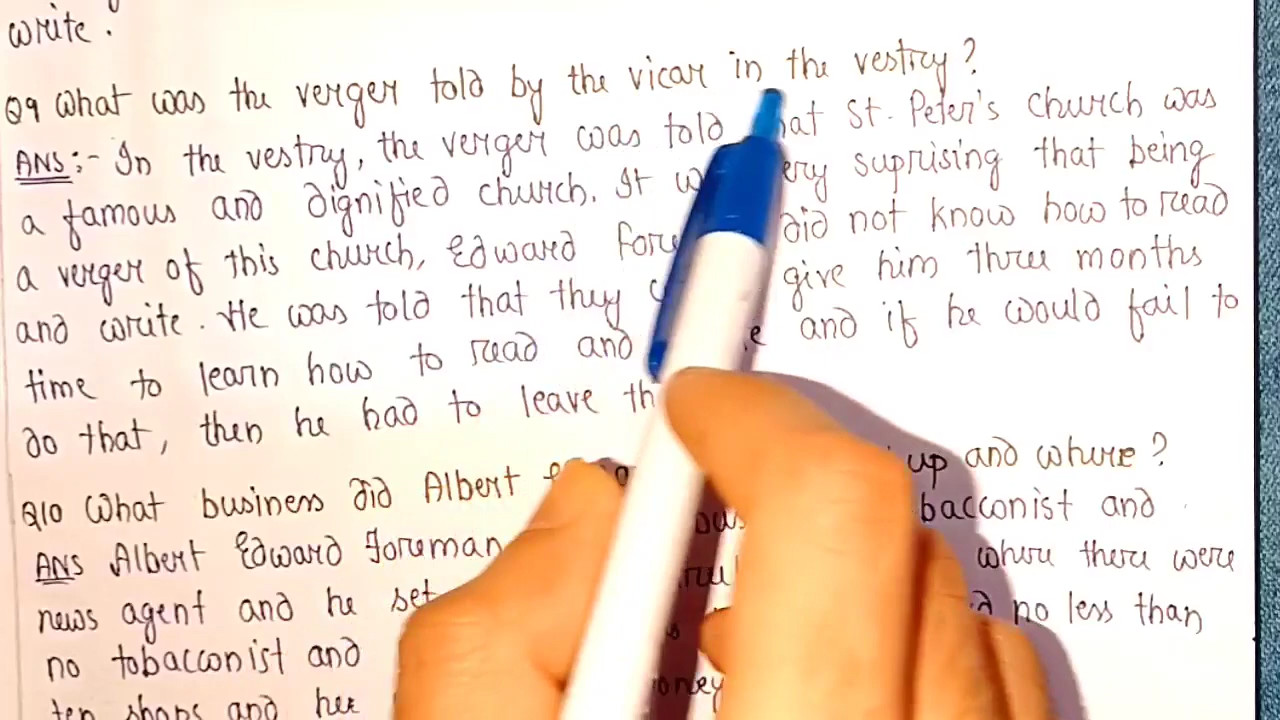 write.
Q9 What was the verger told by the vicar in the vestry?
ANS:- In the vestry, the verger was told that St. Peter's church was
a famous and dignified church. It very suprising that being
a verger of this church, Edward Fore did not know how to read
and write. He was told that they give him three months
time to learn how to read and and if he would fail to
do that, then he had to leave
Q10 What business did Albert up and where?
ANS Albert Edward Foreman bacconist and
news agent and he set where there were
no tobacconist and no less than
ten shops and her money